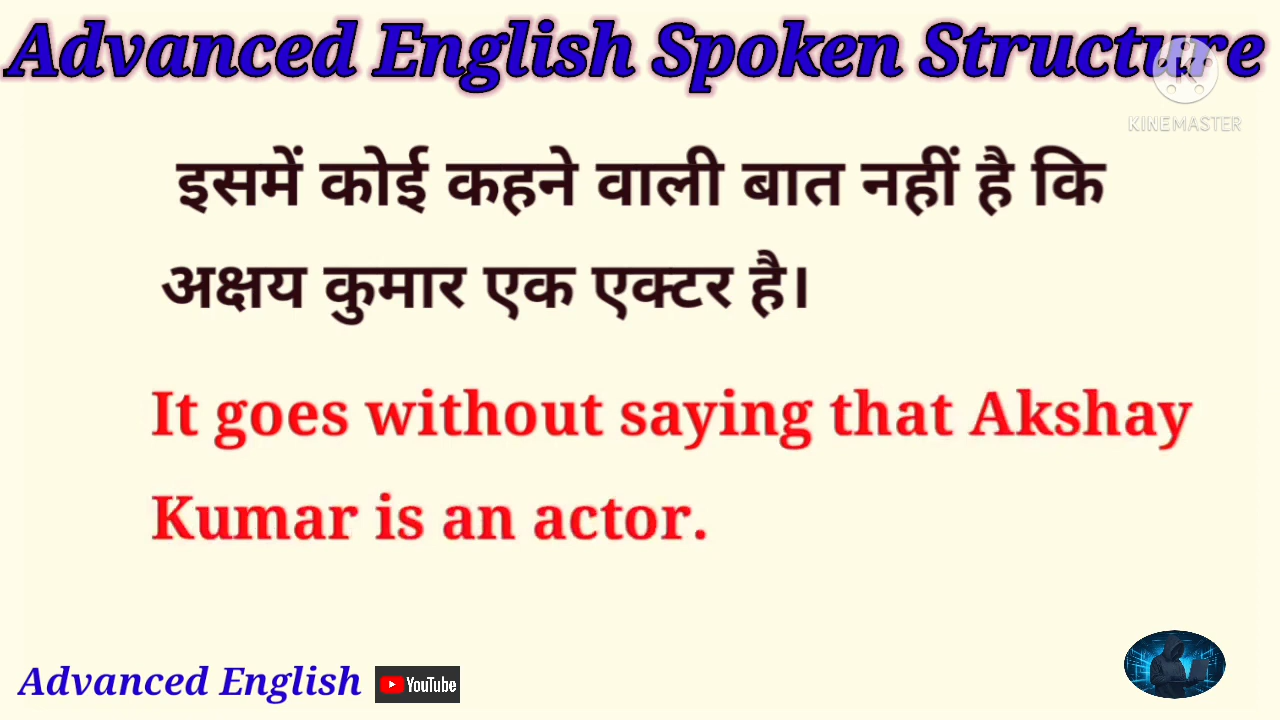 Advanced English Spoken Structure
KINEMASTER
इसमें कोई कहने वाली बात नहीं है कि
अक्षय कुमार एक एक्टर है।
It goes without saying that Akshay
Kumar is an actor.
Advanced English YouTube